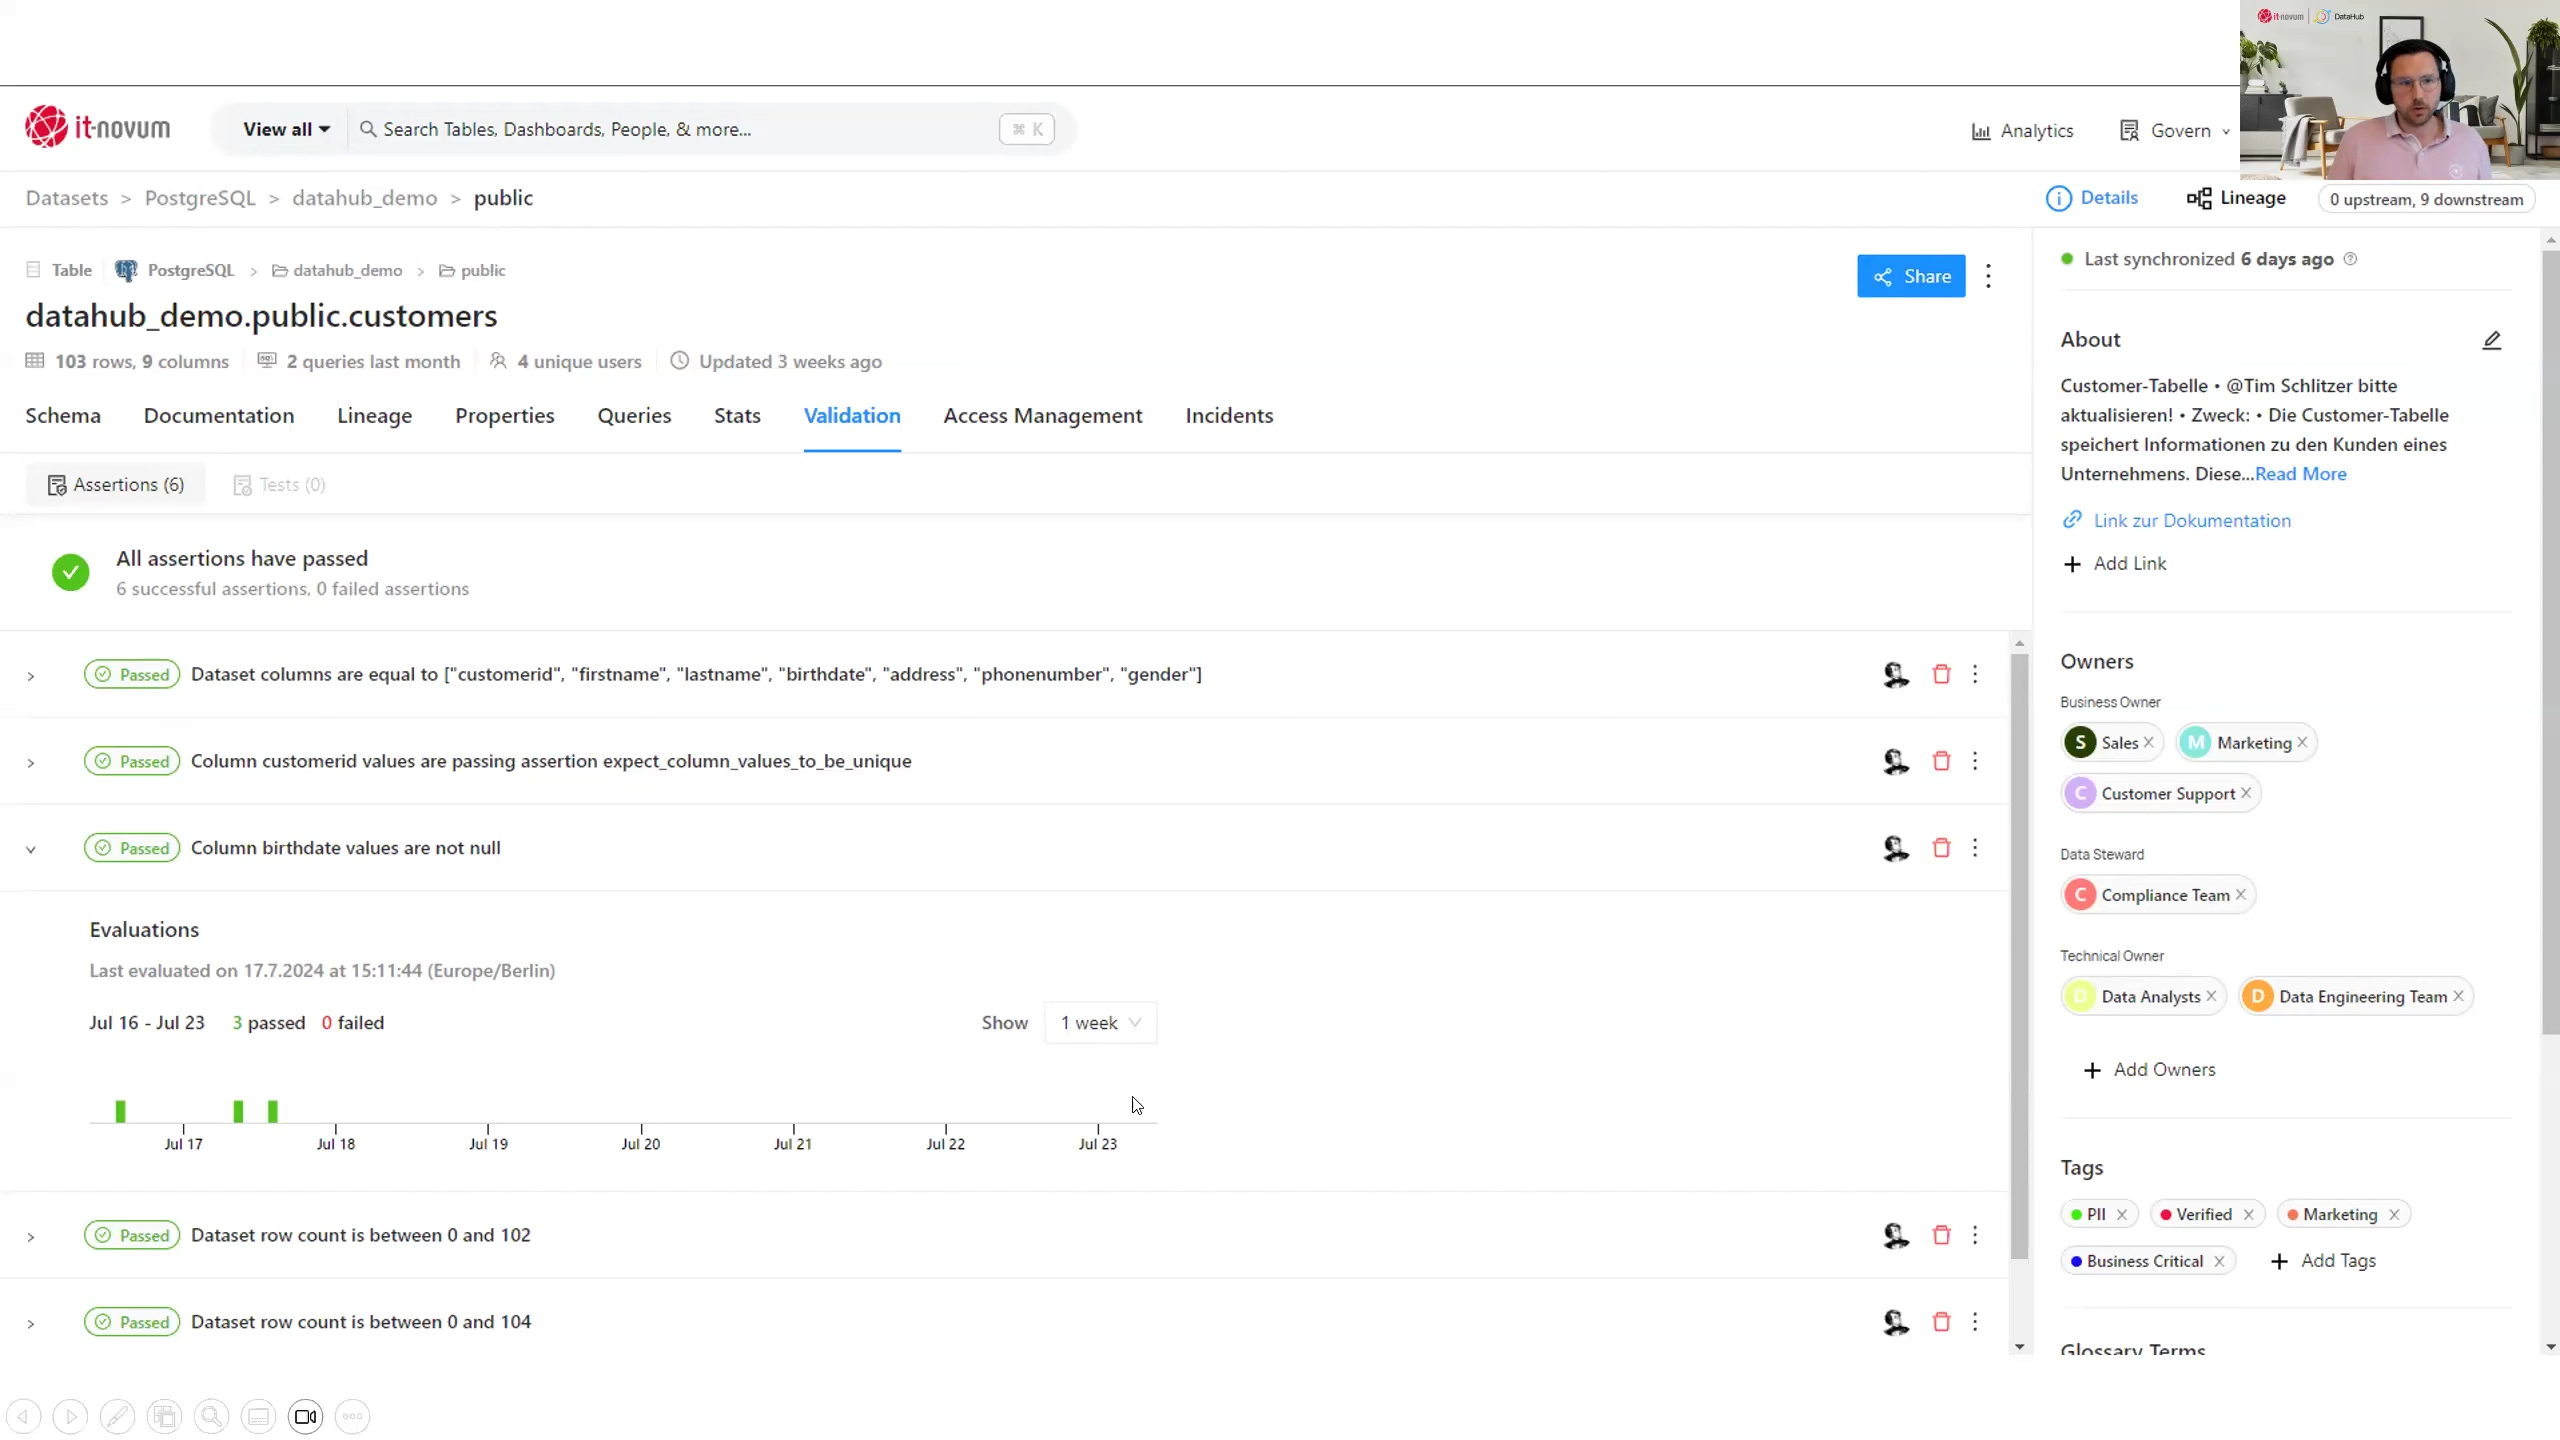 it-novum | DataHub
it-novum
View all
Search Tables, Dashboards, People, & more...
⌘ K
Analytics
Govern
Datasets > PostgreSQL > datahub_demo > public
Details
Lineage
0 upstream, 9 downstream
Table PostgreSQL > datahub_demo > public
Share
datahub_demo.public.customers
103 rows, 9 columns
2 queries last month
4 unique users
Updated 3 weeks ago
Schema Documentation Lineage Properties Queries Stats Validation Access Management Incidents
Assertions (6) Tests (0)
All assertions have passed
6 successful assertions, 0 failed assertions
Passed Dataset columns are equal to ["customerid", "firstname", "lastname", "birthdate", "address", "phonenumber", "gender"]
Passed Column customerid values are passing assertion expect_column_values_to_be_unique
Passed Column birthdate values are not null
Evaluations
Last evaluated on 17.7.2024 at 15:11:44 (Europe/Berlin)
Jul 16 - Jul 23 3 passed 0 failed
Show 1 week
Jul 17 Jul 18 Jul 19 Jul 20 Jul 21 Jul 22 Jul 23
Passed Dataset row count is between 0 and 102
Passed Dataset row count is between 0 and 104
Last synchronized 6 days ago
About
Customer-Tabelle • @Tim Schlitzer bitte
aktualisieren! • Zweck: • Die Customer-Tabelle
speichert Informationen zu den Kunden eines
Unternehmens. Diese...Read More
Link zur Dokumentation
+ Add Link
Owners
Business Owner
S Sales M Marketing
C Customer Support
Data Steward
C Compliance Team
Technical Owner
D Data Analysts D Data Engineering Team
+ Add Owners
Tags
PII Verified Marketing
Business Critical + Add Tags
Glossary Terms